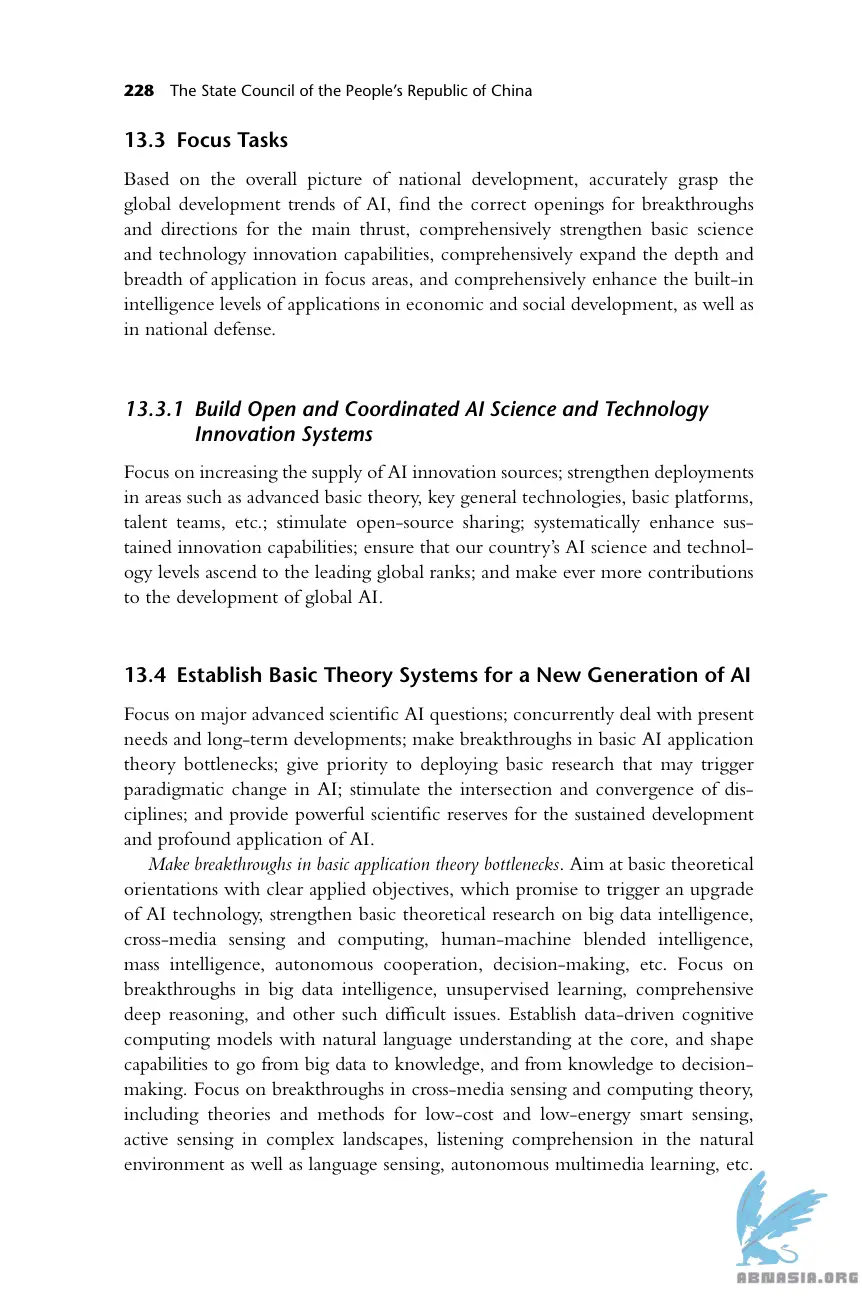 228 The State Council of the People's Republic of China
13.3 Focus Tasks
Based on the overall picture of national development, accurately grasp the
global development trends of AI, find the correct openings for breakthroughs
and directions for the main thrust, comprehensively strengthen basic science
and technology innovation capabilities, comprehensively expand the depth and
breadth of application in focus areas, and comprehensively enhance the built-in
intelligence levels of applications in economic and social development, as well as
in national defense.
13.3.1 Build Open and Coordinated AI Science and Technology
Innovation Systems
Focus on increasing the supply of AI innovation sources; strengthen deployments
in areas such as advanced basic theory, key general technologies, basic platforms,
talent teams, etc.; stimulate open-source sharing; systematically enhance sus-
tained innovation capabilities; ensure that our country's AI science and technol-
ogy levels ascend to the leading global ranks; and make ever more contributions
to the development of global AI.
13.4 Establish Basic Theory Systems for a New Generation of AI
Focus on major advanced scientific AI questions; concurrently deal with present
needs and long-term developments; make breakthroughs in basic AI application
theory bottlenecks; give priority to deploying basic research that may trigger
paradigmatic change in AI; stimulate the intersection and convergence of dis-
ciplines; and provide powerful scientific reserves for the sustained development
and profound application of AI.
Make breakthroughs in basic application theory bottlenecks. Aim at basic theoretical
orientations with clear applied objectives, which promise to trigger an upgrade
of AI technology, strengthen basic theoretical research on big data intelligence,
cross-media sensing and computing, human-machine blended intelligence,
mass intelligence, autonomous cooperation, decision-making, etc. Focus on
breakthroughs in big data intelligence, unsupervised learning, comprehensive
deep reasoning, and other such difficult issues. Establish data-driven cognitive
computing models with natural language understanding at the core, and shape
capabilities to go from big data to knowledge, and from knowledge to decision-
making. Focus on breakthroughs in cross-media sensing and computing theory,
including theories and methods for low-cost and low-energy smart sensing,
active sensing in complex landscapes, listening comprehension in the natural
environment as well as language sensing, autonomous multimedia learning, etc.
ABNASIA.ORG